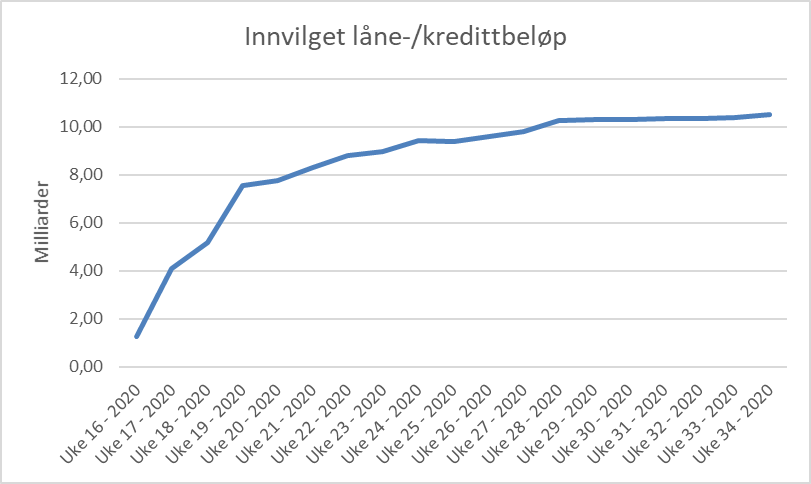 Innvilget låne-/kredittbeløp
12,00
10,00
8,00
6,00
4,00
2,00
0,00
Milliarder
Uke 16 - 2020
Uke 17 - 2020
Uke 18 - 2020
Uke 19 - 2020
Uke 20 - 2020
Uke 21 - 2020
Uke 22 - 2020
Uke 23 - 2020
Uke 24 - 2020
Uke 25 - 2020
Uke 26 - 2020
Uke 27 - 2020
Uke 28 - 2020
Uke 29 - 2020
Uke 30 - 2020
Uke 31 - 2020
Uke 32 - 2020
Uke 33 - 2020
Uke 34 - 2020